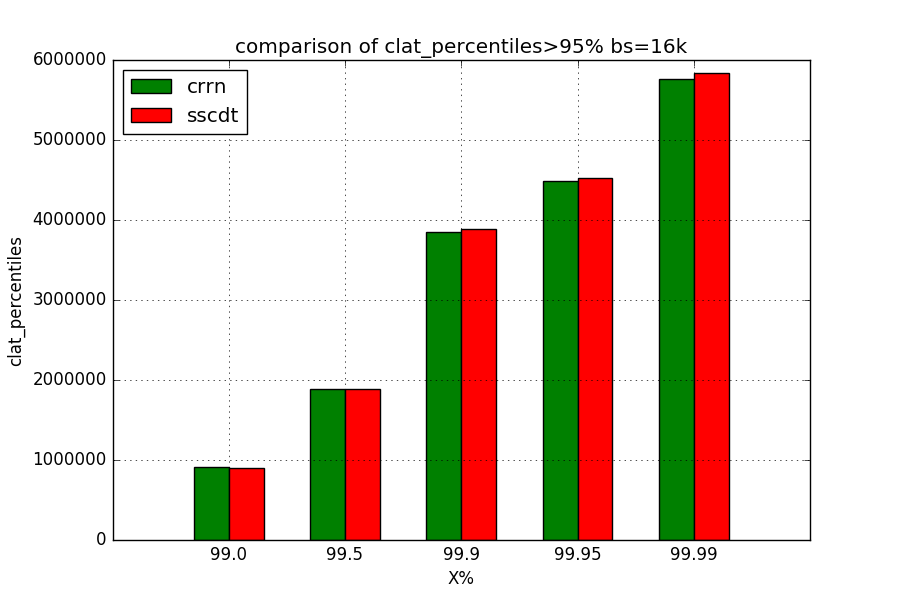 comparison of clat_percentiles>95% bs=16k
crrn
sscdt
clat_percentiles
6000000
5000000
4000000
3000000
2000000
1000000
0
99.0 99.5 99.9 99.95 99.99
X%